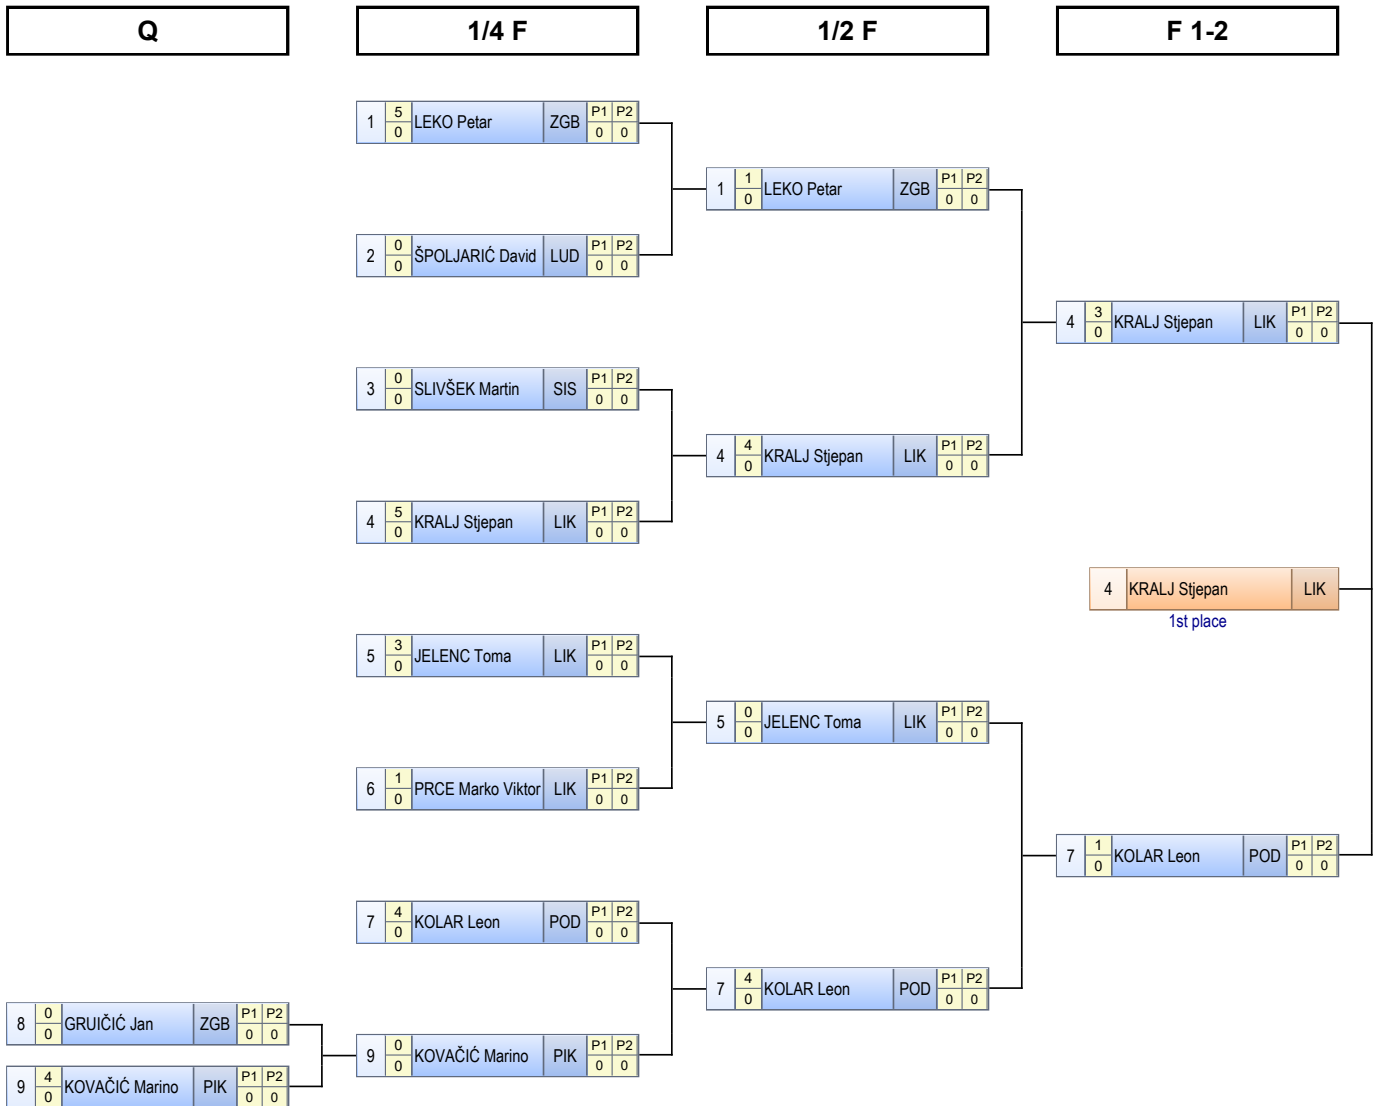 Q 1/4 F 1/2 F F 1-2
1 5 0 LEKO Petar ZGB P1 P2 0 0
1 1 0 LEKO Petar ZGB P1 P2 0 0
2 0 0 ŠPOLJARIĆ David LUD P1 P2 0 0
4 3 0 KRALJ Stjepan LIK P1 P2 0 0
3 0 0 SLIVŠEK Martin SIS P1 P2 0 0
4 4 0 KRALJ Stjepan LIK P1 P2 0 0
4 5 0 KRALJ Stjepan LIK P1 P2 0 0
4 KRALJ Stjepan LIK
1st place
5 3 0 JELENC Toma LIK P1 P2 0 0
5 0 0 JELENC Toma LIK P1 P2 0 0
6 1 0 PRCE Marko Viktor LIK P1 P2 0 0
7 1 0 KOLAR Leon POD P1 P2 0 0
7 4 0 KOLAR Leon POD P1 P2 0 0
7 4 0 KOLAR Leon POD P1 P2 0 0
8 0 0 GRUIČIĆ Jan ZGB P1 P2 0 0
9 0 0 KOVAČIĆ Marino PIK P1 P2 0 0
9 4 0 KOVAČIĆ Marino PIK P1 P2 0 0